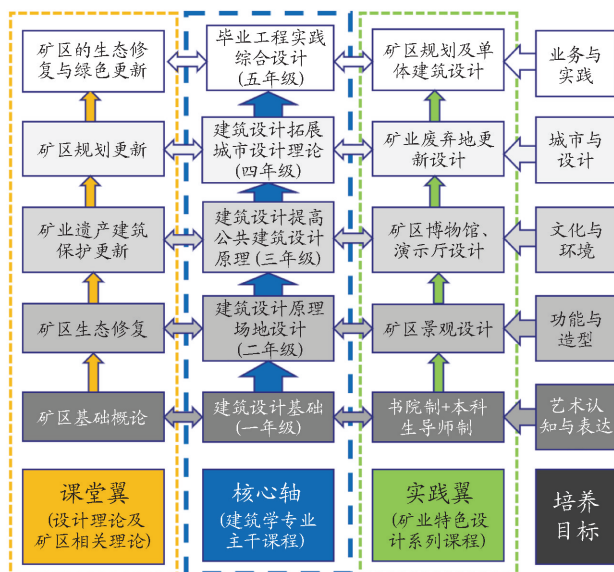 矿区的生态修
复与绿色更新
毕业工程实践
综合设计
(五年级)
矿区规划及单
体建筑设计
业务与
实践
矿区规划更新
建筑设计拓展
城市设计理论
(四年级)
矿业废弃地更
新设计
城市与
设计
矿业遗产建筑
保护更新
建筑设计提高
公共建筑设计
原理(三年级)
矿区博物馆、
演示厅设计
文化与
环境
矿区生态修复
建筑设计原理
场地设计
(二年级)
矿区景观设计
功能与
造型
矿区基础概论
建筑设计基础
(一年级)
书院制+本科
生导师制
艺术认
知与表达
课堂翼
(设计理论及
矿区相关理论)
核心轴
(建筑学专业
主干课程)
实践翼
(矿业特色设
计系列课程)
培养
目标